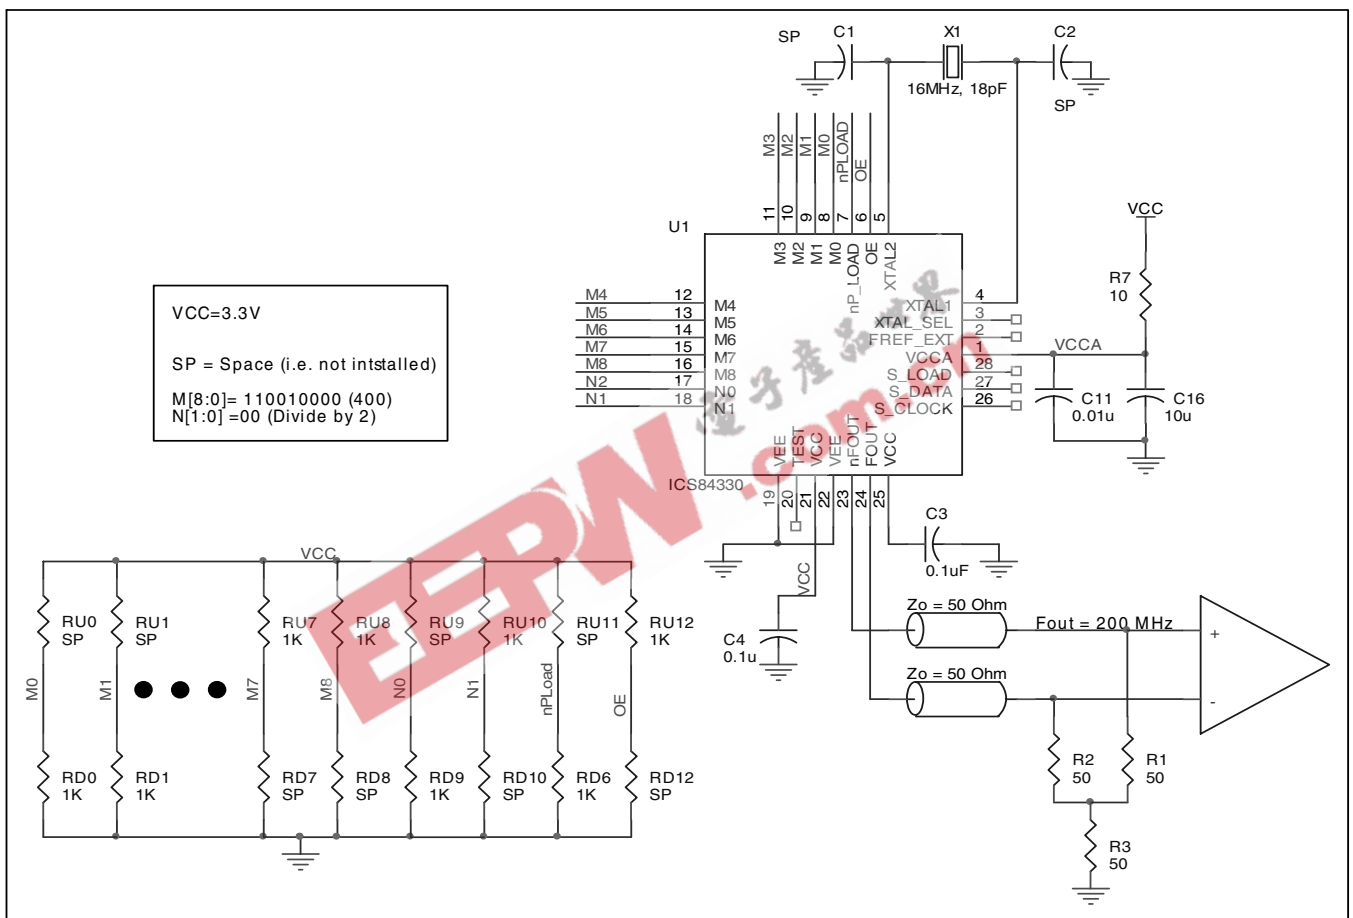 SP
C1
X1
C2
16MHz, 18pF
SP
M3
M2
M1
M0
nPLOAD
OE
11
10
9
8
7
6
5
U1
M3
M2
M1
M0
nP_LOAD
OE
XTAL2
VCC
R7
10
M4 12 M4
M5 13 M5
M6 14 M6
M7 15 M7
M8 16 M8
N2 17 N0
N1 18 N1
XTAL1 4
XTAL_SEL 3
FREF_EXT 2
VCCA 1
S_LOAD 28
S_DATA 27
S_CLOCK 26
VCCA
C11
0.01u
C16
10u
VCC=3.3V
SP = Space (i.e. not intstalled)
M[8:0]= 110010000 (400)
N[1:0] =00 (Divide by 2)
VEE
TEST
VCC
VEE
nFOUT
FOUT
VCC
ICS84330
19
20
21
22
23
24
25
電子產品世界
EEPW.com.cn
C3
0.1uF
VCC
C4
0.1u
Zo = 50 Ohm
Fout = 200 MHz
Zo = 50 Ohm
+
-
R2
50
R1
50
R3
50
VCC
RU0
SP
RU1
SP
RU7
1K
RU8
1K
RU9
SP
RU10
1K
RU11
SP
RU12
1K
M0
M1
M7
M8
N0
N1
nPLoad
OE
RD0
1K
RD1
1K
RD7
SP
RD8
SP
RD9
1K
RD10
SP
RD6
1K
RD12
SP